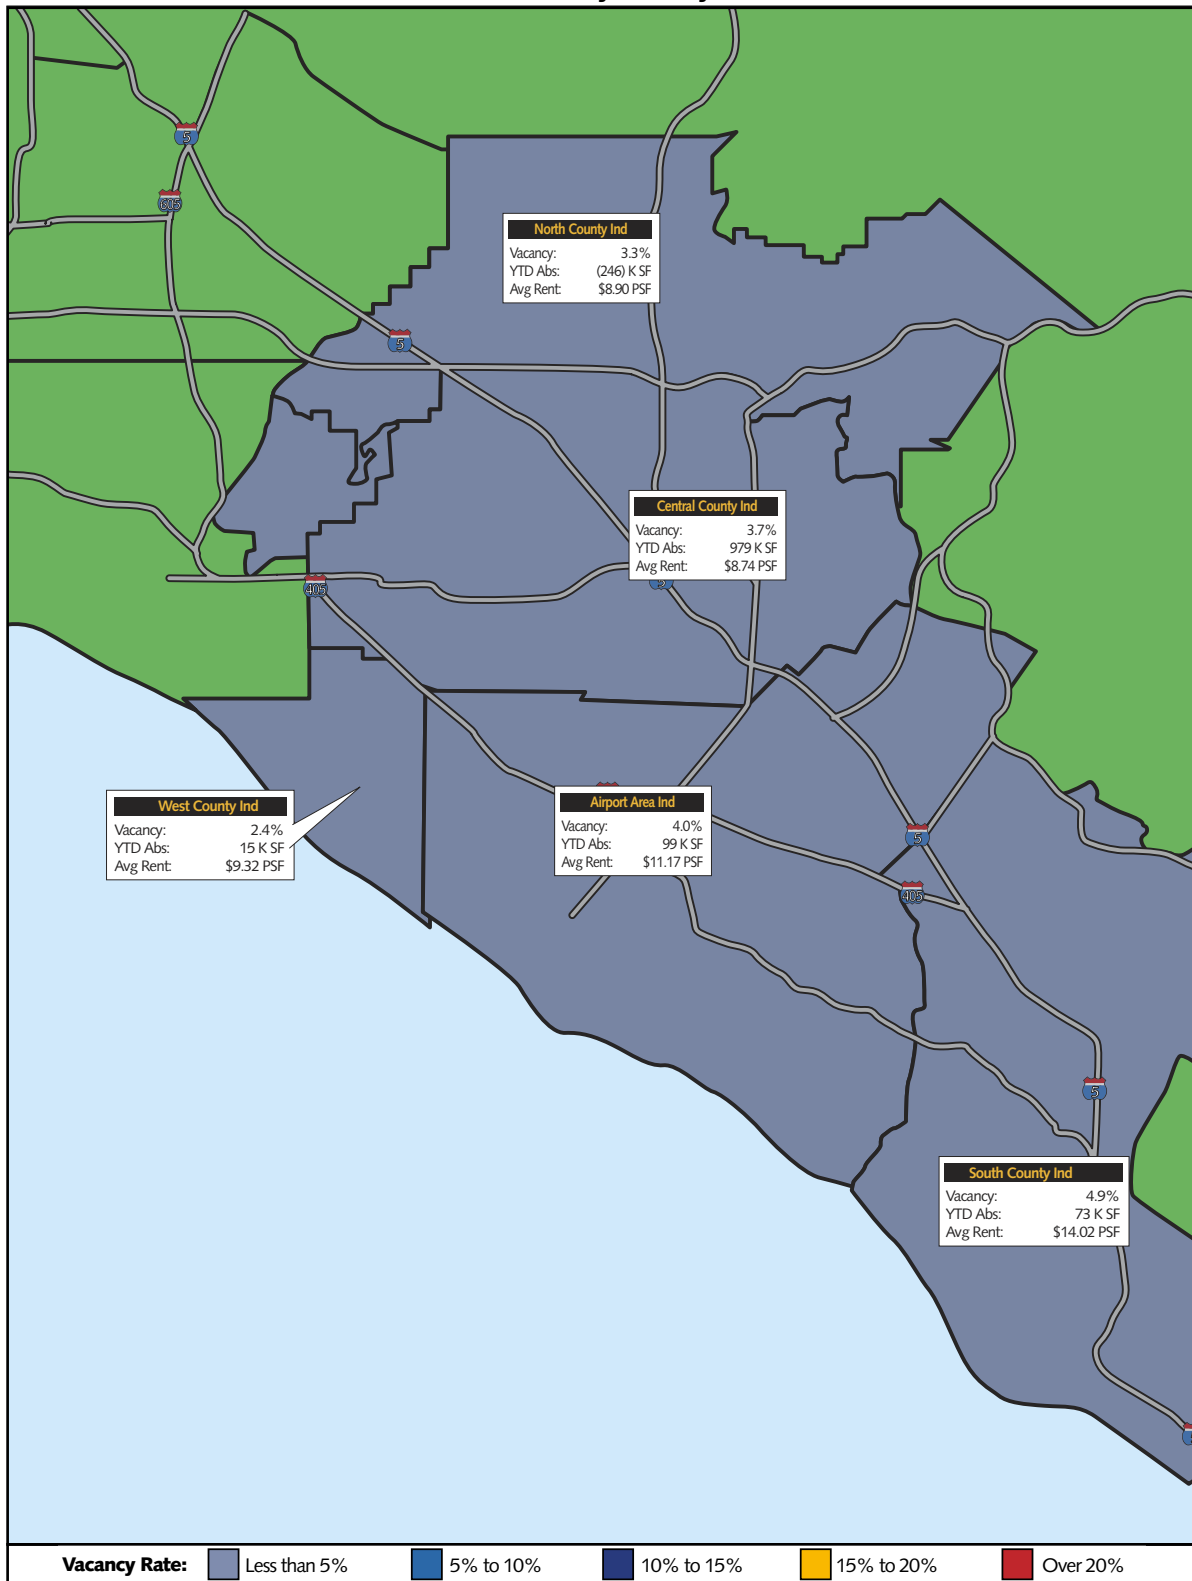 5
605
North County Ind
Vacancy: 3.3%
YTD Abs: (246) K SF
Avg Rent: $8.90 PSF
5
Central County Ind
Vacancy: 3.7%
YTD Abs: 979 K SF
Avg Rent: $8.74 PSF
5
405
West County Ind
Vacancy: 2.4%
YTD Abs: 15 K SF
Avg Rent: $9.32 PSF
Airport Area Ind
Vacancy: 4.0%
YTD Abs: 99 K SF
Avg Rent: $11.17 PSF
5
405
5
South County Ind
Vacancy: 4.9%
YTD Abs: 73 K SF
Avg Rent: $14.02 PSF
5
Vacancy Rate: Less than 5% 5% to 10% 10% to 15% 15% to 20% Over 20%